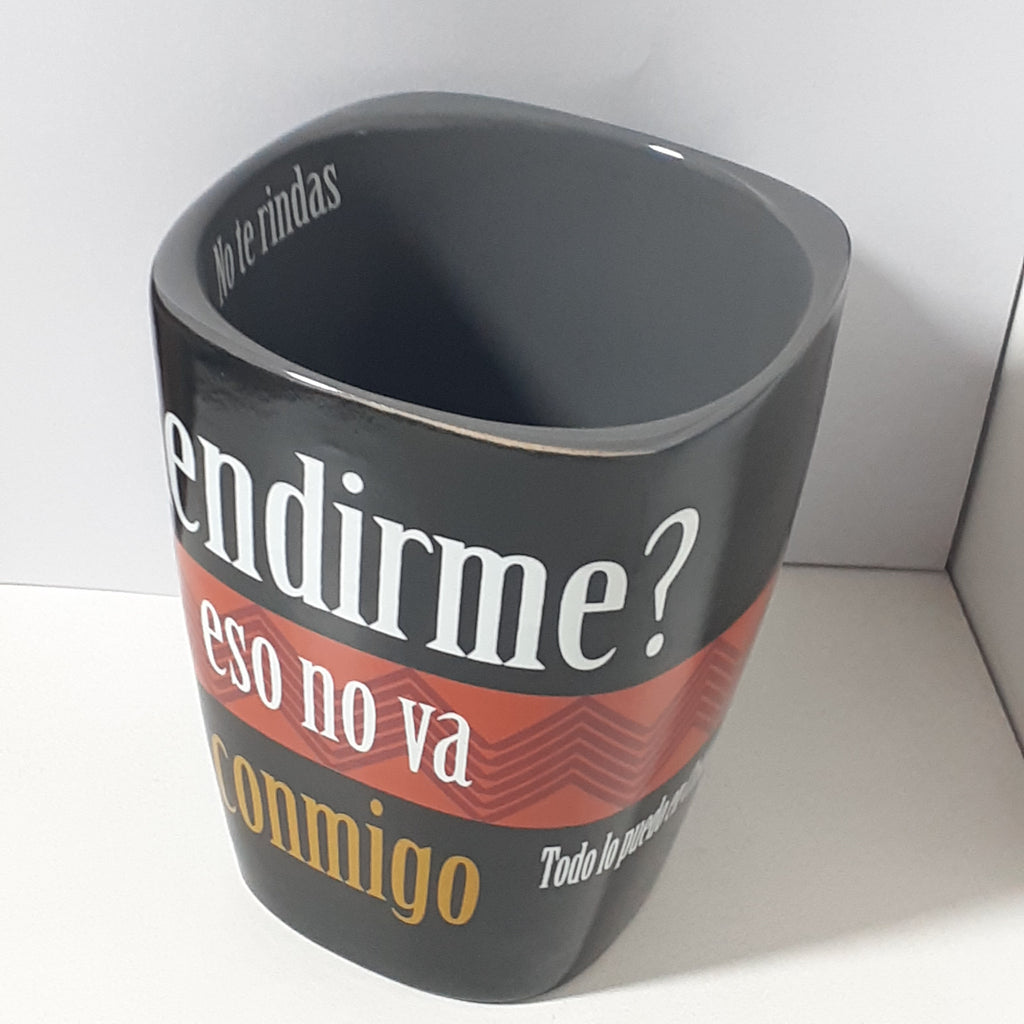 No te rindas
endirme?
eso no va
conmigo
Todo lo puedo